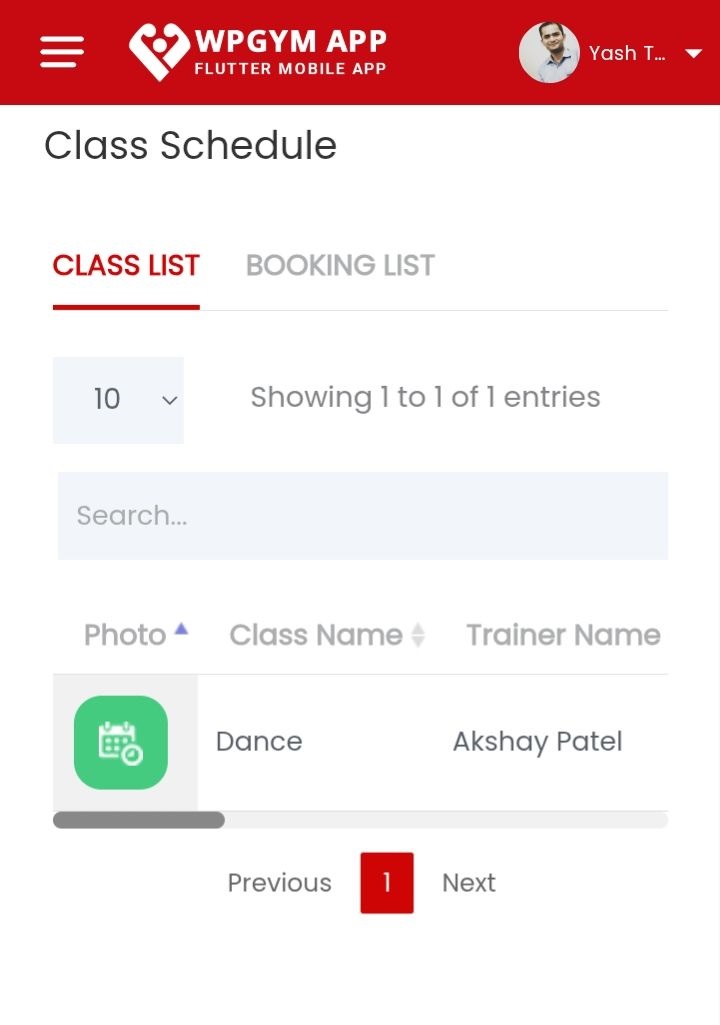 WPGYM APP
FLUTTER MOBILE APP
Yash T...
Class Schedule
CLASS LIST BOOKING LIST
10 Showing 1 to 1 of 1 entries
Search...
Photo Class Name Trainer Name
Dance Akshay Patel
Previous 1 Next